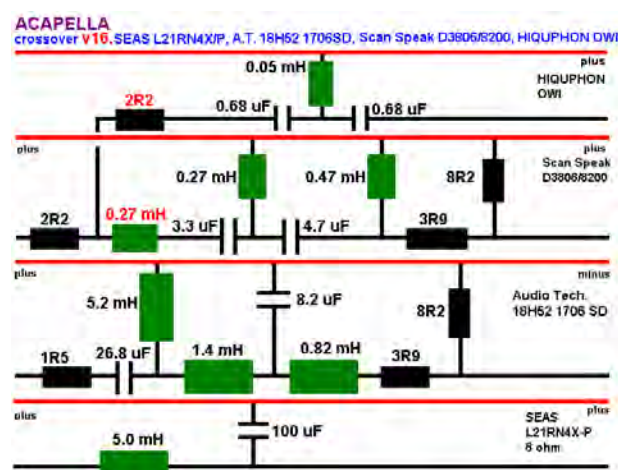 ACAPELLA
crossover v16.SEAS L21RN4X/P, A.T. 18H52 1706SD, Scan Speak D3806/8200, HIQUPHON OWI
0.05 mH
plus
HIQUPHON
OWI
2R2
0.68 uF
0.68 uF
plus
plus
Scan Speak
D3806/8200
0.27 mH
0.47 mH
8R2
2R2
0.27 mH
3.3 uF
4.7 uF
3R9
plus
minus
Audio Tech.
18H52 1706 SD
5.2 mH
8.2 uF
8R2
1R5
26.8 uF
1.4 mH
0.82 mH
3R9
plus
plus
SEAS
L21RN4X-P
8 ohm
100 uF
5.0 mH